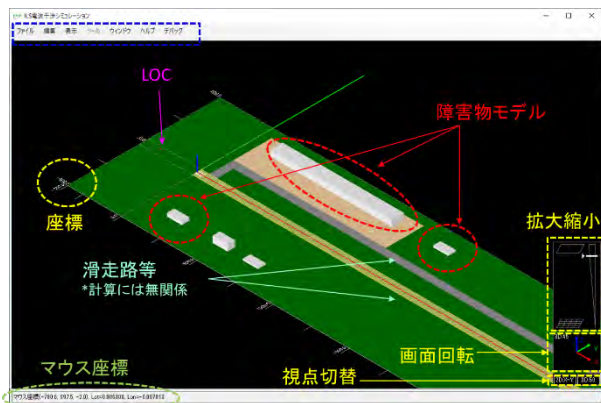 ILS電波干渉シミュレーション
ファイル 編集 表示 ツール ウィンドウ ヘルプ デバッグ
LOC
障害物モデル
座標
拡大縮小
滑走路等
*計算には無関係
画面回転
視点切替
マウス座標